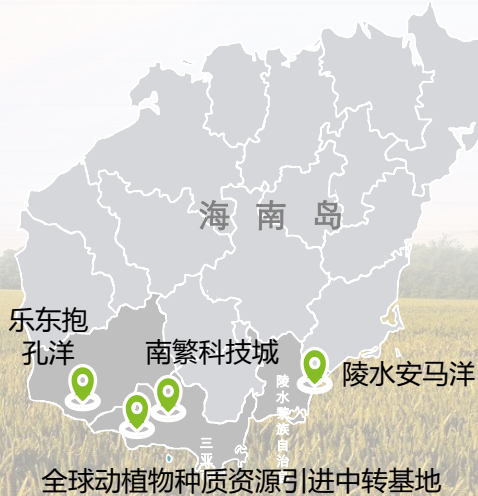 海南岛
乐东抱
孔洋
南繁科技城
陵水安马洋
陵水黎族自治
三亚
全球动植物种质资源引进中转基地